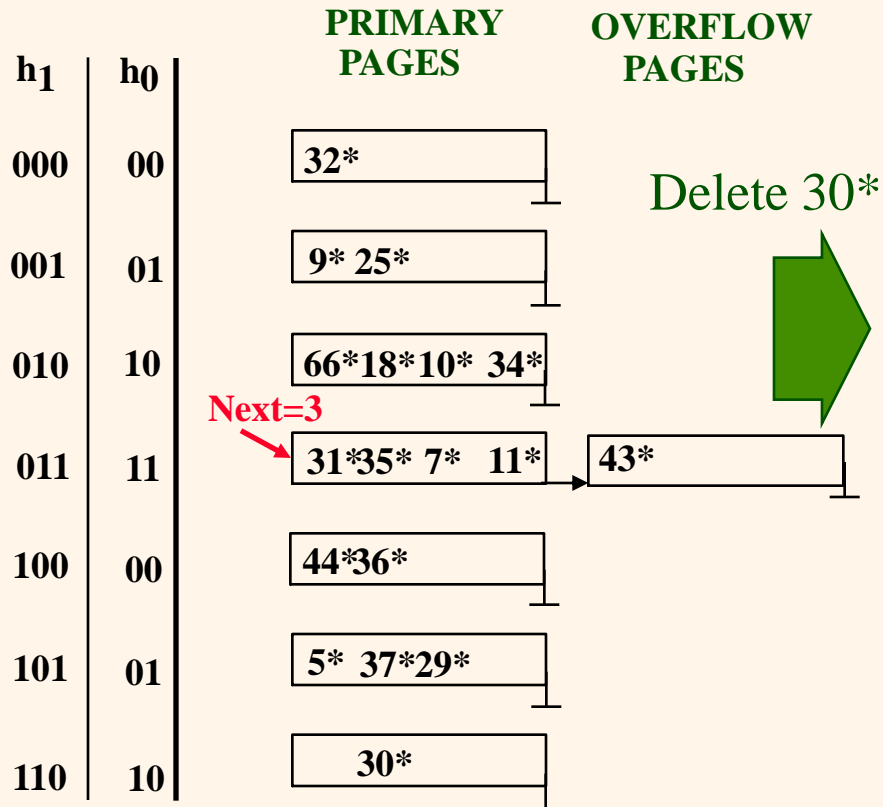 PRIMARY PAGES
OVERFLOW PAGES
h1 h0
000 00 32*
Delete 30*
001 01 9* 25*
010 10 66* 18* 10* 34*
Next=3
011 11 31* 35* 7* 11* 43*
100 00 44* 36*
101 01 5* 37* 29*
110 10 30*